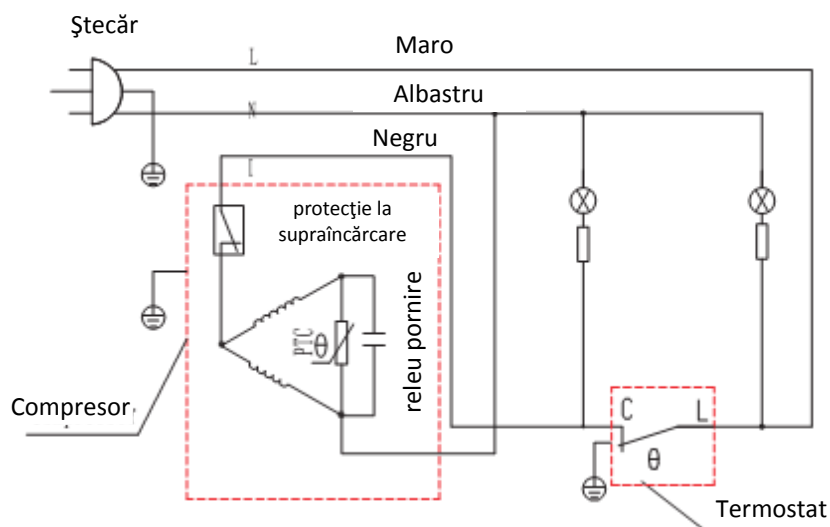 Ştecăr
L
Maro
N
Albastru
Negru
protecţie la
supraîncărcare
PTC
θ
releu pornire
Compresor
C
L
θ
Termostat